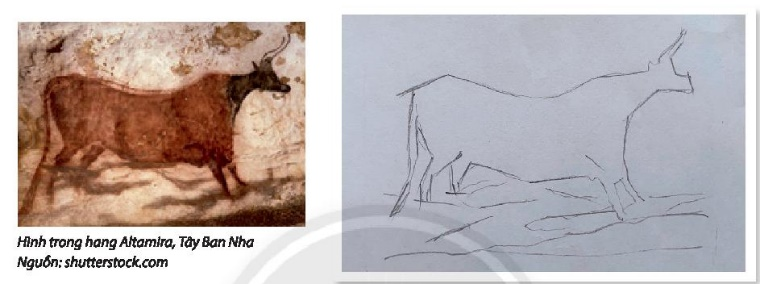 Hình trong hang Altamira, Tây Ban Nha
Nguồn: shutterstock.com